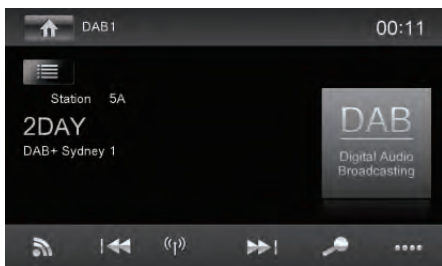 DAB1
00:11
Station 5A
2DAY
DAB+ Sydney 1
DAB
Digital Audio
Broadcasting